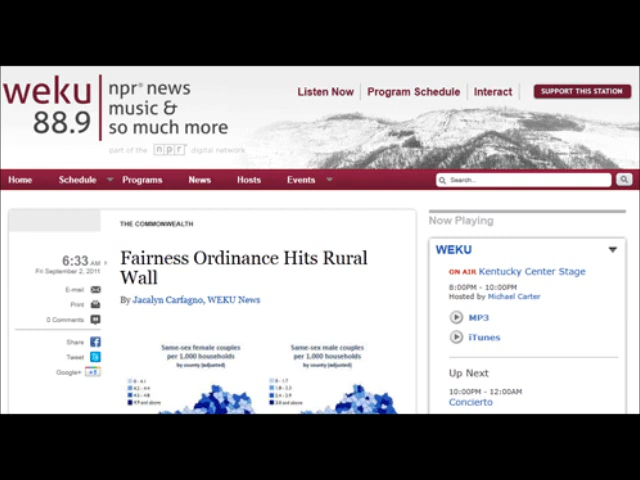 weku
88.9
npr® news
music &
so much more
part of the npr digital network
Listen Now
Program Schedule
Interact
SUPPORT THIS STATION
Home
Schedule
Programs
News
Hosts
Events
Search...
THE COMMONWEALTH
6:33 AM
Fri September 2, 2011
Fairness Ordinance Hits Rural
Wall
By Jacalyn Carfagno, WEKU News
E-mail
Print
0 Comments
Share
Tweet
Google+
+1
Same-sex female couples
per 1,000 households
by county (adjusted)
Same-sex male couples
per 1,000 households
by county (adjusted)
Now Playing
WEKU
ON AIR Kentucky Center Stage
8:00PM - 10:00PM
Hosted by Michael Carter
MP3
iTunes
Up Next
10:00PM - 12:00AM
Concierto